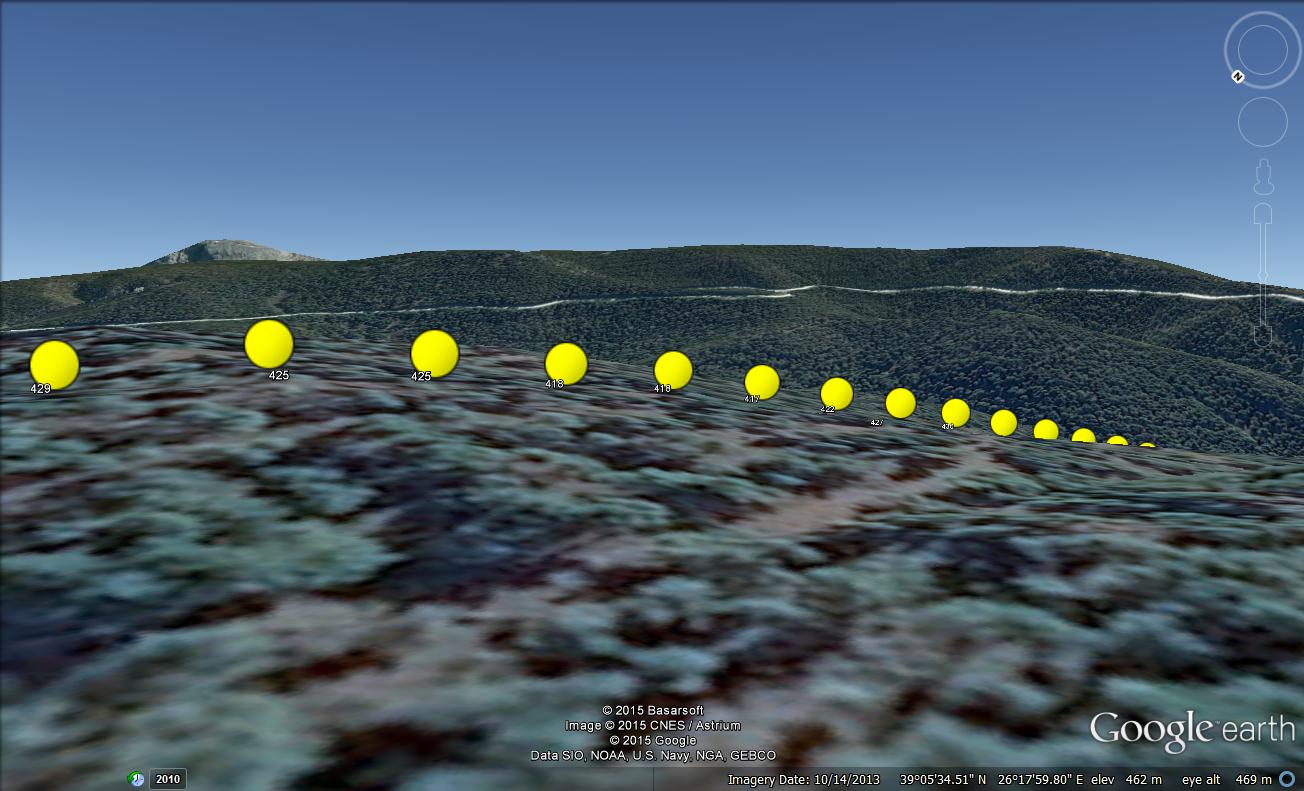 N
429
425
425
418
418
417
422
427
© 2015 Basarsoft
Image © 2015 CNES / Astrium
© 2015 Google
Data SIO, NOAA, U.S. Navy, NGA, GEBCO
Google earth
2010
Imagery Date: 10/14/2013 39°05'34.51" N 26°17'59.80" E elev 462 m eye alt 469 m